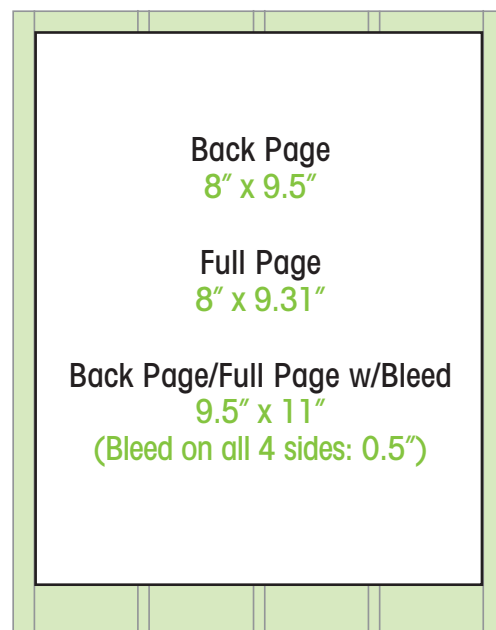 Back Page
8″ x 9.5″
Full Page
8″ x 9.31″
Back Page/Full Page w/Bleed
9.5″ x 11″
(Bleed on all 4 sides: 0.5″)